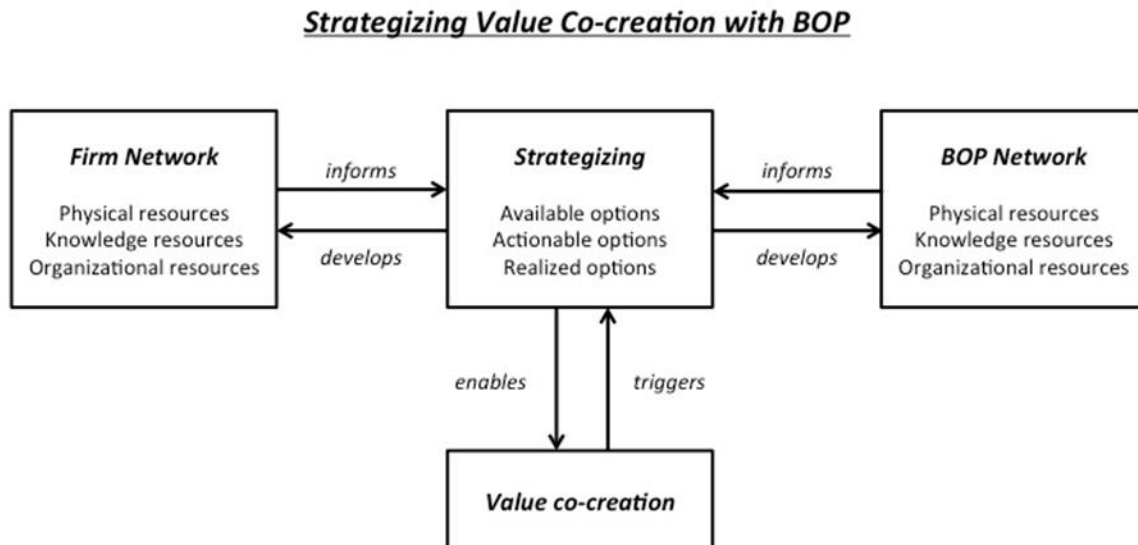 Strategizing Value Co-creation with BOP
Firm Network
Physical resources
Knowledge resources
Organizational resources
informs
develops
Strategizing
Available options
Actionable options
Realized options
informs
develops
BOP Network
Physical resources
Knowledge resources
Organizational resources
enables
triggers
Value co-creation